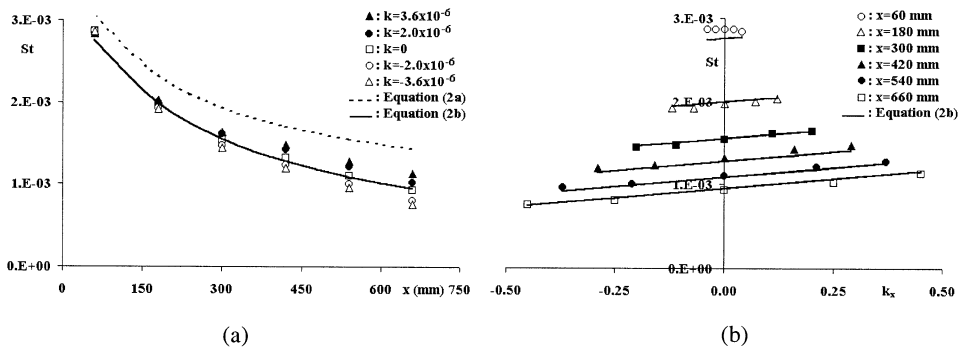 3.E-03
St
2.E-03
1.E-03
0.E+00
0 150 300 450 600 x (mm) 750
▲: k=3.6x10⁻⁶
●: k=2.0x10⁻⁶
□: k=0
○: k=-2.0x10⁻⁶
△: k=-3.6x10⁻⁶
- - - -: Equation (2a)
——: Equation (2b)
(a)
3.E-03
St
2.E-03
1.E-03
0.E+00
-0.50 -0.25 0.00 0.25 kₓ 0.50
○: x=60 mm
△: x=180 mm
■: x=300 mm
▲: x=420 mm
●: x=540 mm
□: x=660 mm
——: Equation (2b)
(b)